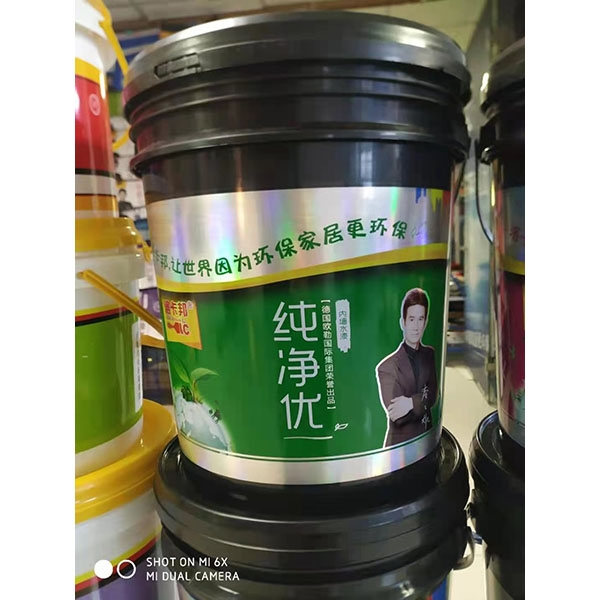 卡邦,让世界因为环保家居更环保
卡邦
纯净优
【德国欧勒国际集团荣誉出品】
内墙水漆
SHOT ON MI 6X
MI DUAL CAMERA